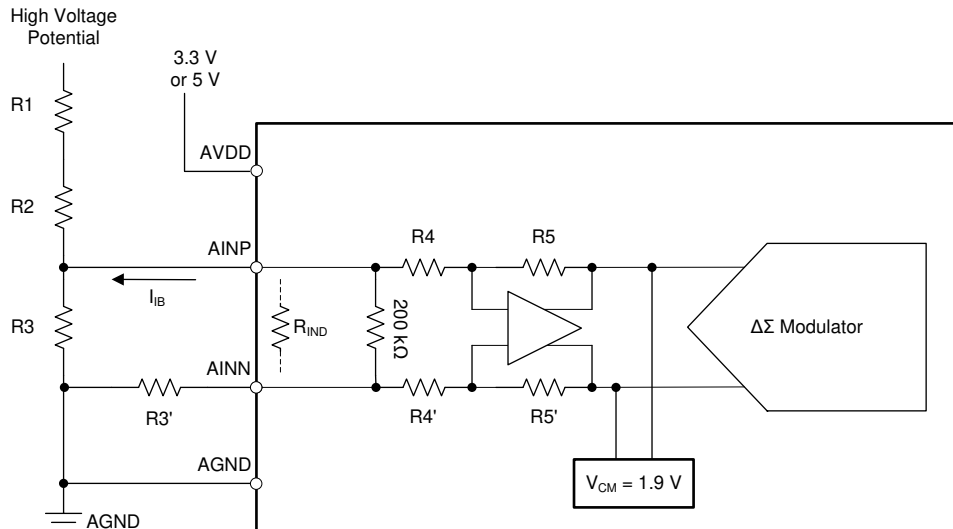 High Voltage
Potential
3.3 V
or 5 V
R1
AVDD
R2
AINP
R4
R5
I_IB
R3
R_IND
200 kΩ
ΔΣ Modulator
AINN
R3'
R4'
R5'
AGND
V_CM = 1.9 V
AGND